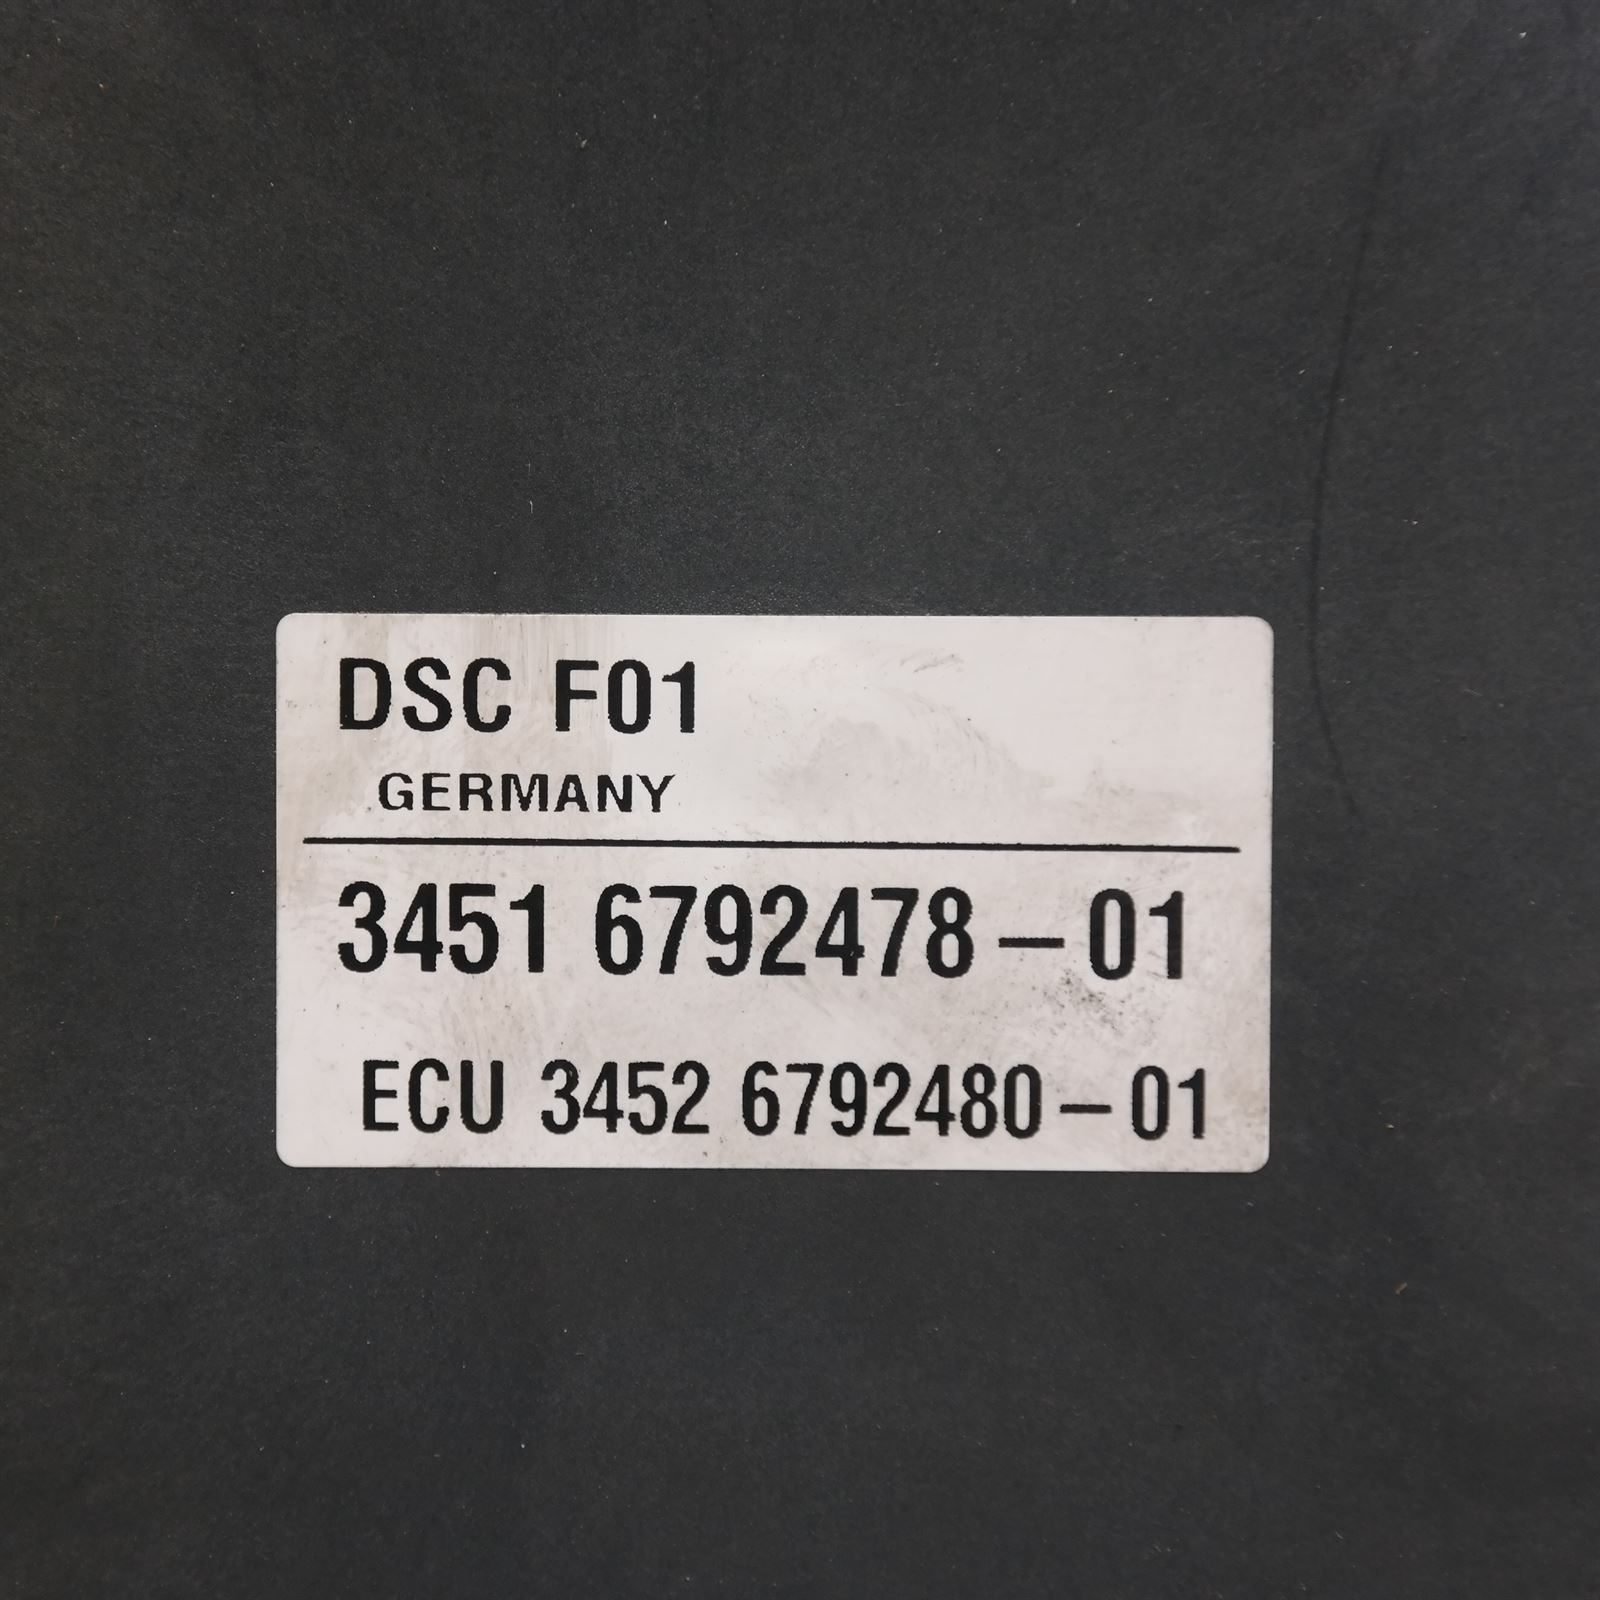 DSC F01
GERMANY
3451 6792478-01
ECU 3452 6792480-01